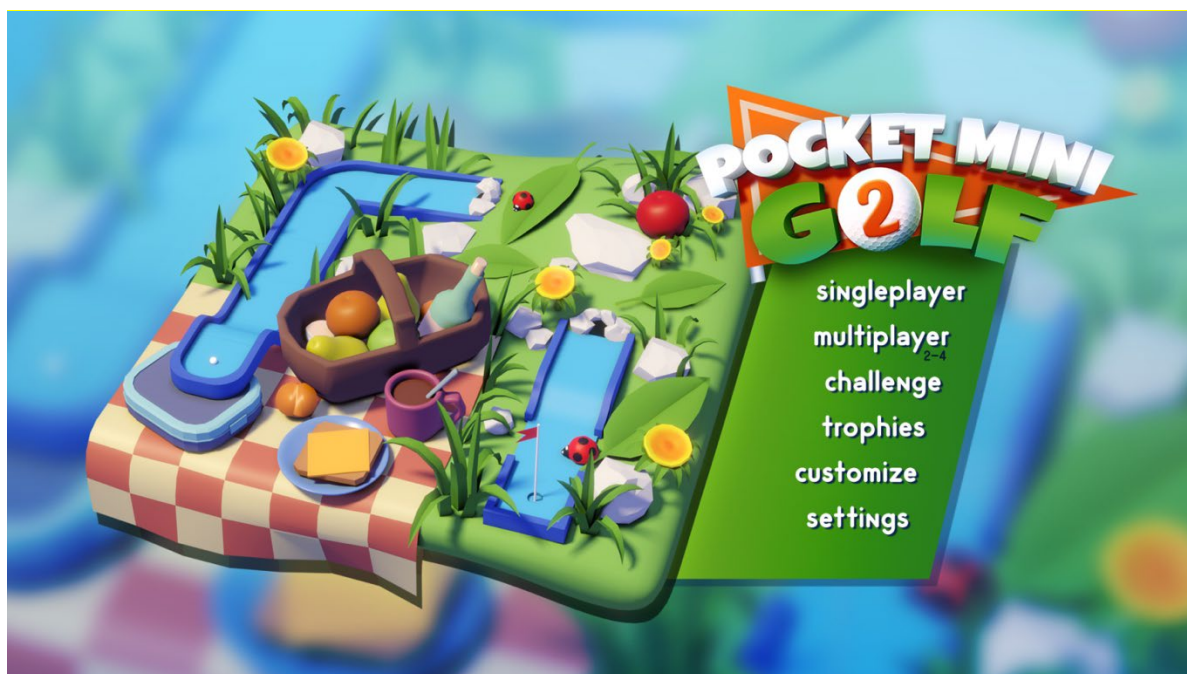 POCKET MINI
G2LF
singleplayer
multiplayer
2-4
challenge
trophies
customize
settings